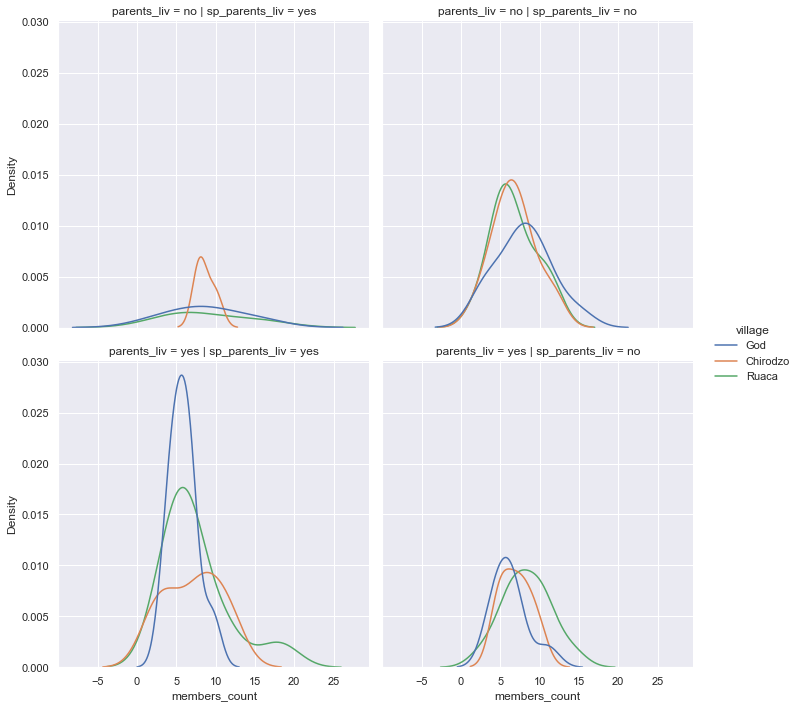 parents_liv = no | sp_parents_liv = yes
parents_liv = no | sp_parents_liv = no
0.030
0.025
0.020
0.015
0.010
0.005
0.000
Density
village
God
Chirodzo
Ruaca
parents_liv = yes | sp_parents_liv = yes
parents_liv = yes | sp_parents_liv = no
0.030
0.025
0.020
0.015
0.010
0.005
0.000
Density
−5 0 5 10 15 20 25
−5 0 5 10 15 20 25
members_count
members_count